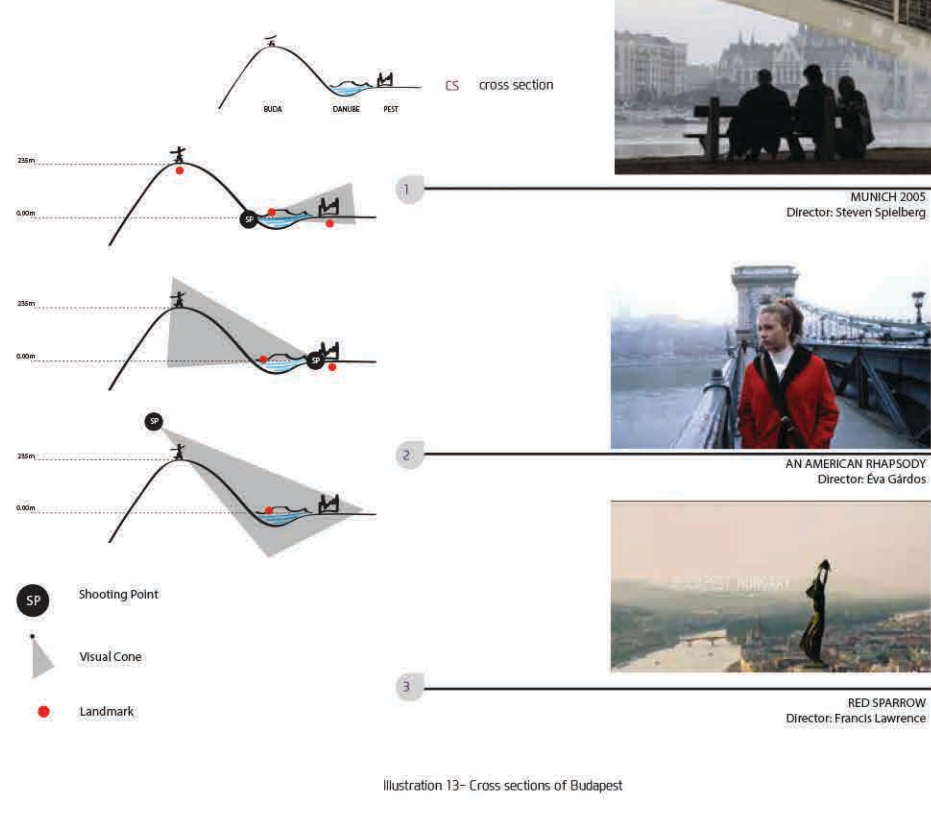 CS cross section
BUDA DANUBE PEST
235m
0.00m
SP
1
MUNICH 2005
Director: Steven Spielberg
235m
0.00m
SP
SP
235m
0.00m
2
AN AMERICAN RHAPSODY
Director: Éva Gárdos
BUDAPEST, HUNGARY
SP Shooting Point
Visual Cone
Landmark
3
RED SPARROW
Director: Francis Lawrence
Illustration 13- Cross sections of Budapest